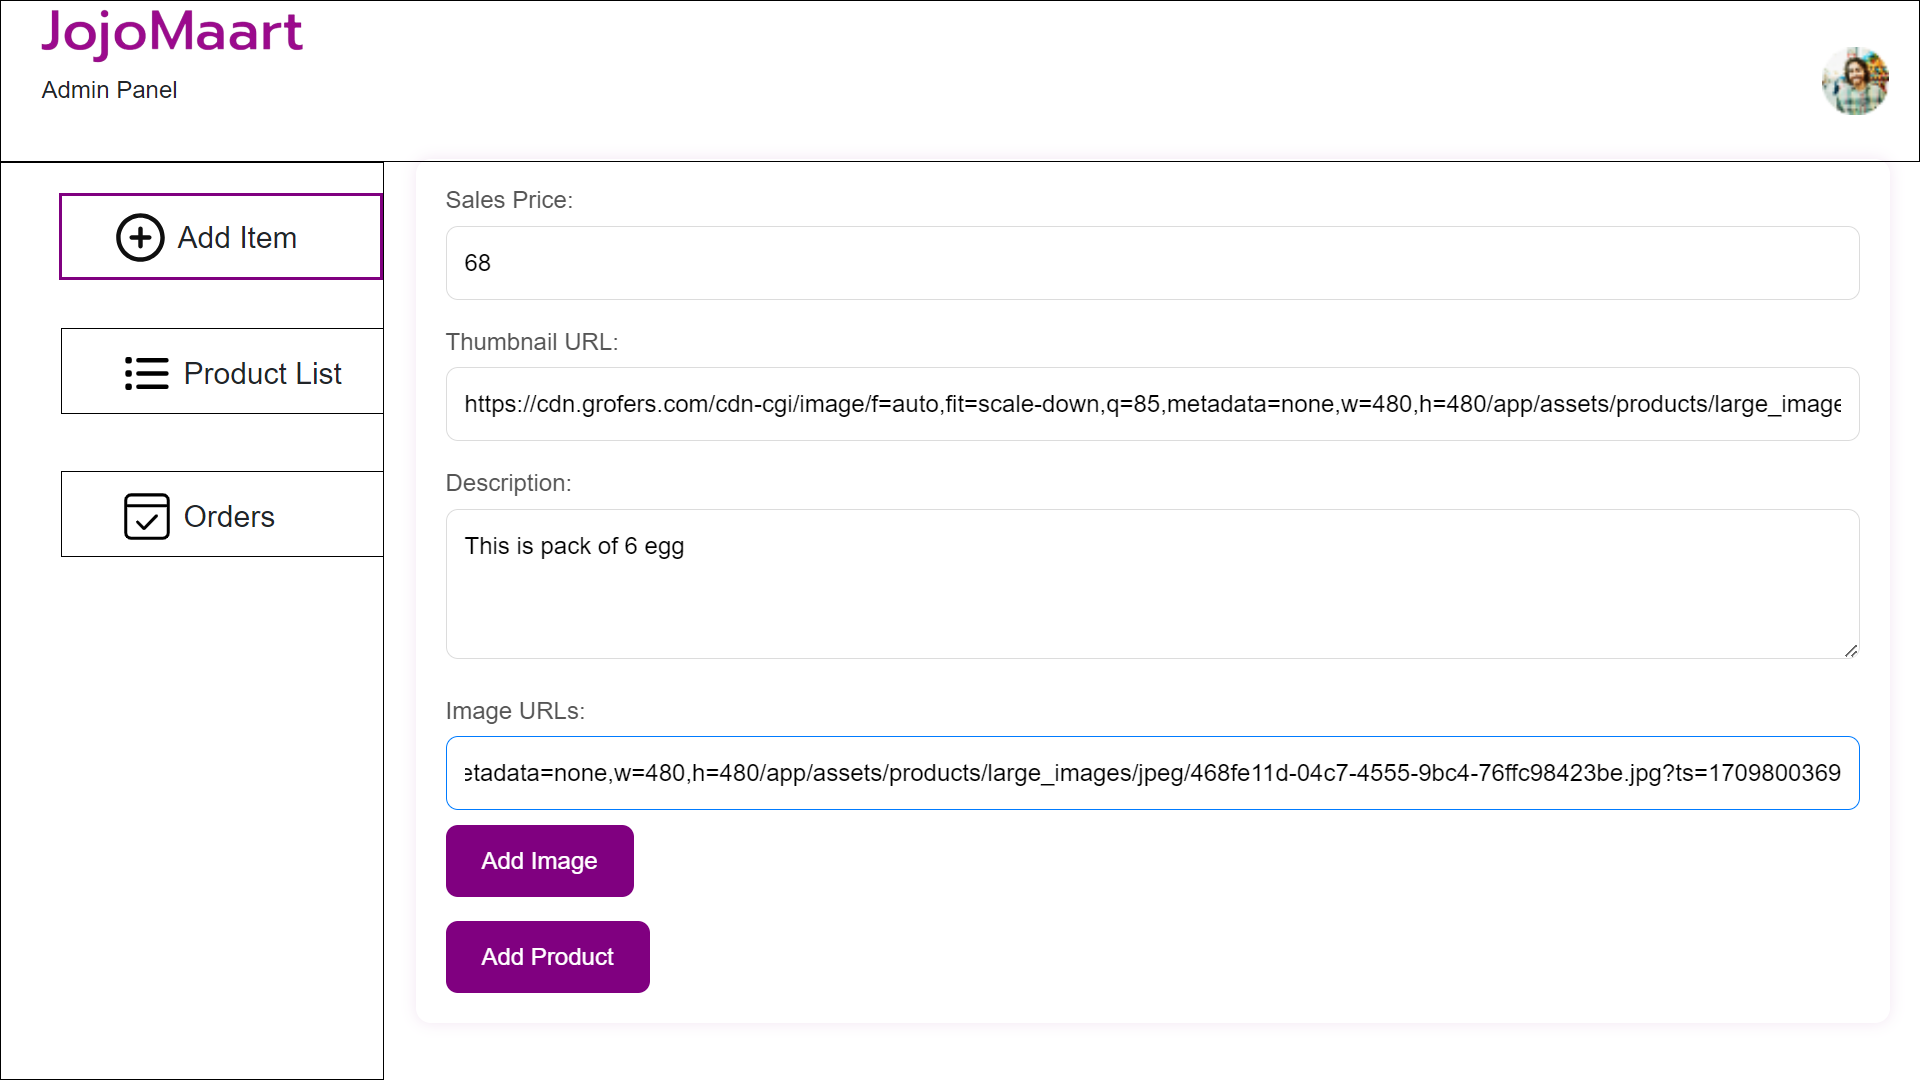 JojoMaart
Admin Panel
Add Item
Product List
Orders
Sales Price:
68
Thumbnail URL:
https://cdn.grofers.com/cdn-cgi/image/f=auto,fit=scale-down,q=85,metadata=none,w=480,h=480/app/assets/products/large_image
Description:
This is pack of 6 egg
Image URLs:
etadata=none,w=480,h=480/app/assets/products/large_images/jpeg/468fe11d-04c7-4555-9bc4-76ffc98423be.jpg?ts=1709800369
Add Image
Add Product